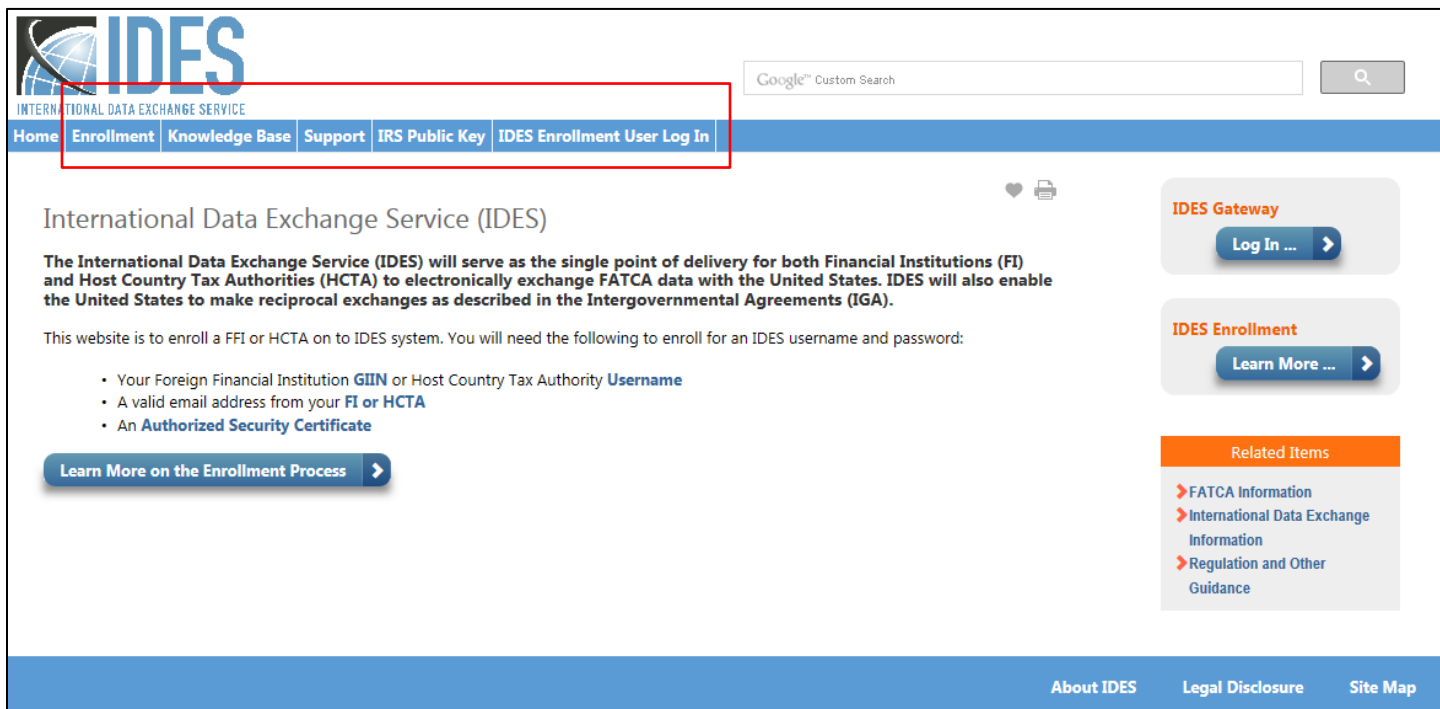 IDES
INTERNATIONAL DATA EXCHANGE SERVICE
Google™ Custom Search
Home Enrollment Knowledge Base Support IRS Public Key IDES Enrollment User Log In
International Data Exchange Service (IDES)
The International Data Exchange Service (IDES) will serve as the single point of delivery for both Financial Institutions (FI)
and Host Country Tax Authorities (HCTA) to electronically exchange FATCA data with the United States. IDES will also enable
the United States to make reciprocal exchanges as described in the Intergovernmental Agreements (IGA).
This website is to enroll a FFI or HCTA on to IDES system. You will need the following to enroll for an IDES username and password:
• Your Foreign Financial Institution GIIN or Host Country Tax Authority Username
• A valid email address from your FI or HCTA
• An Authorized Security Certificate
Learn More on the Enrollment Process
IDES Gateway
Log In ...
IDES Enrollment
Learn More ...
Related Items
FATCA Information
International Data Exchange
Information
Regulation and Other
Guidance
About IDES Legal Disclosure Site Map